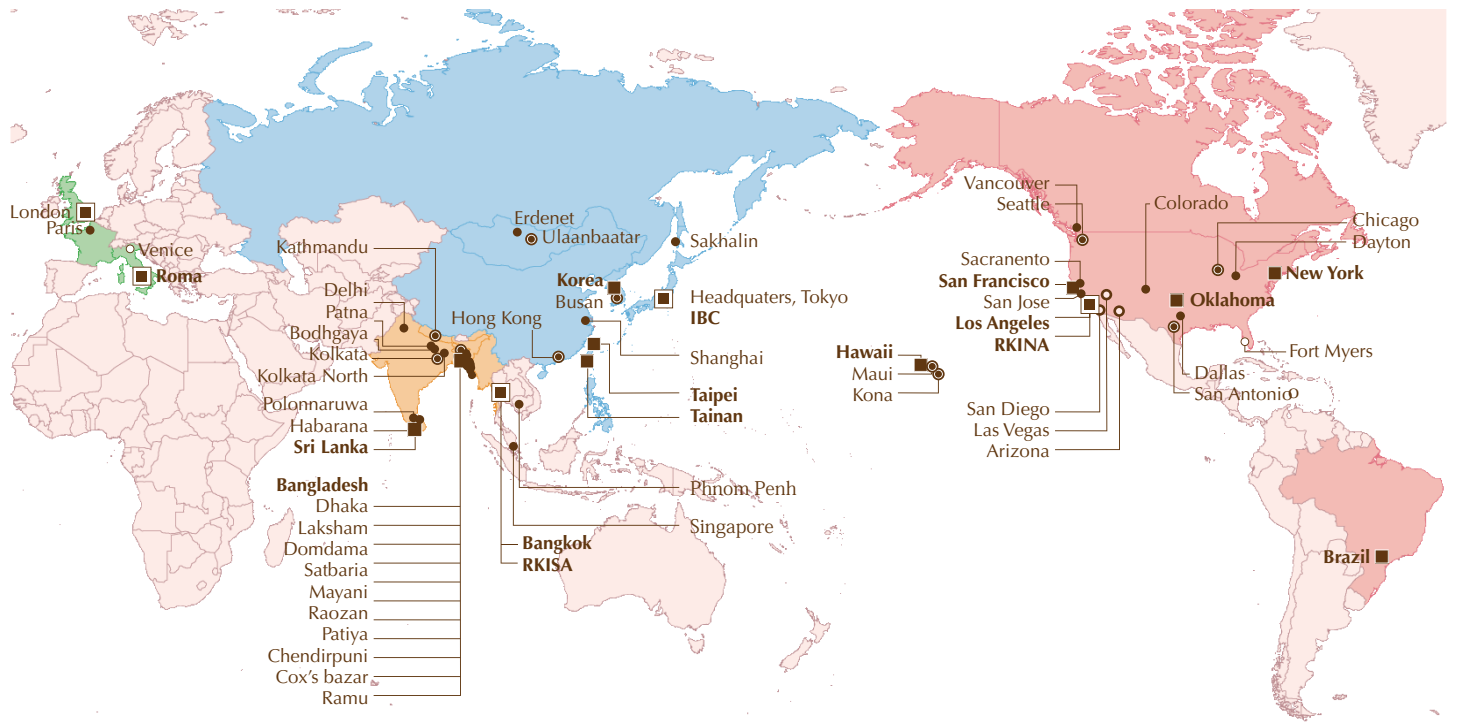 London
Paris
Venice
Roma
Kathmandu
Delhi
Patna
Bodhgaya
Kolkata
Kolkata North
Polonnaruwa
Habarana
Sri Lanka
Bangladesh
Dhaka
Laksham
Domdama
Satbaria
Mayani
Raozan
Patiya
Chendirpuni
Cox's bazar
Ramu
Erdenet
Ulaanbaatar
Sakhalin
Korea
Busan
Headquaters, Tokyo
IBC
Hong Kong
Shanghai
Taipei
Tainan
Phnom Penh
Singapore
Bangkok
RKISA
Hawaii
Maui
Kona
Vancouver
Seattle
Sacranento
San Francisco
San Jose
Los Angeles
RKINA
San Diego
Las Vegas
Arizona
Colorado
Chicago
Dayton
New York
Oklahoma
Fort Myers
Dallas
San Antonio
Brazil